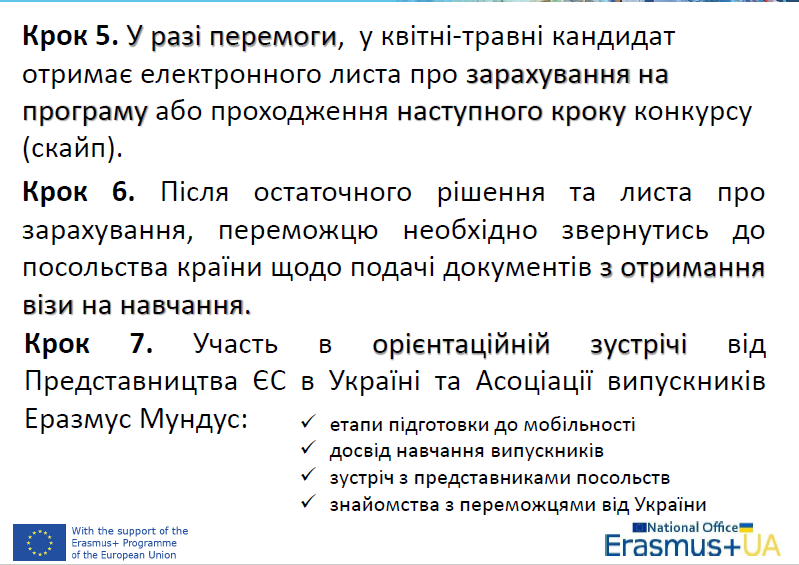 Крок 5. У разі перемоги, у квітні-травні кандидат
отримає електронного листа про зарахування на
програму або проходження наступного кроку конкурсу
(скайп).
Крок 6. Після остаточного рішення та листа про
зарахування, переможцю необхідно звернутись до
посольства країни щодо подачі документів з отримання
візи на навчання.
Крок 7. Участь в орієнтаційній зустрічі від
Представництва ЄС в Україні та Асоціації випускників
Еразмус Мундус:
✓ етапи підготовки до мобільності
✓ досвід навчання випускників
✓ зустріч з представниками посольств
✓ знайомства з переможцями від України
With the support of the
Erasmus+ Programme
of the European Union
National Office
Erasmus+UA